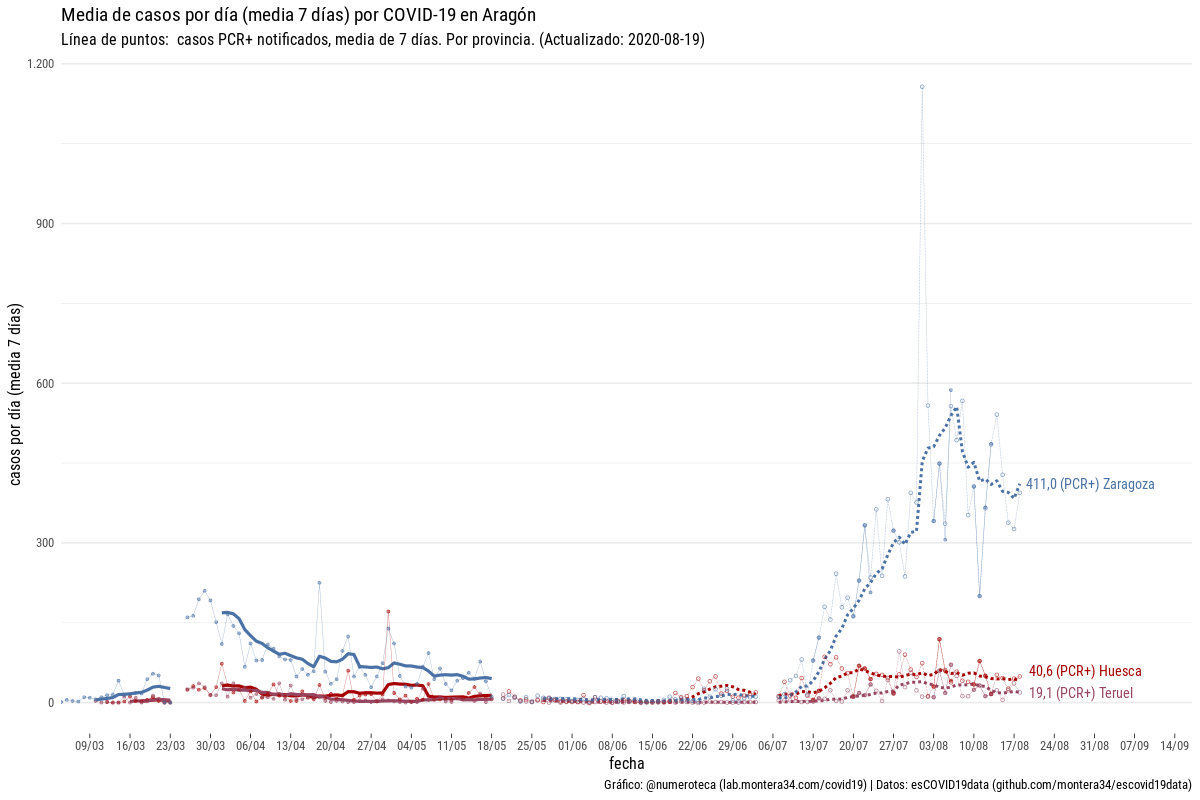 Media de casos por día (media 7 días) por COVID-19 en Aragón
Línea de puntos:  casos PCR+ notificados, media de 7 días. Por provincia. (Actualizado: 2020-08-19)
casos por día (media 7 días)
1.200
900
600
300
0
411,0 (PCR+) Zaragoza
40,6 (PCR+) Huesca
19,1 (PCR+) Teruel
09/03 16/03 23/03 30/03 06/04 13/04 20/04 27/04 04/05 11/05 18/05 25/05 01/06 08/06 15/06 22/06 29/06 06/07 13/07 20/07 27/07 03/08 10/08 17/08 24/08 31/08 07/09 14/09
fecha
Gráfico: @numeroteca (lab.montera34.com/covid19) | Datos: esCOVID19data (github.com/montera34/escovid19data)